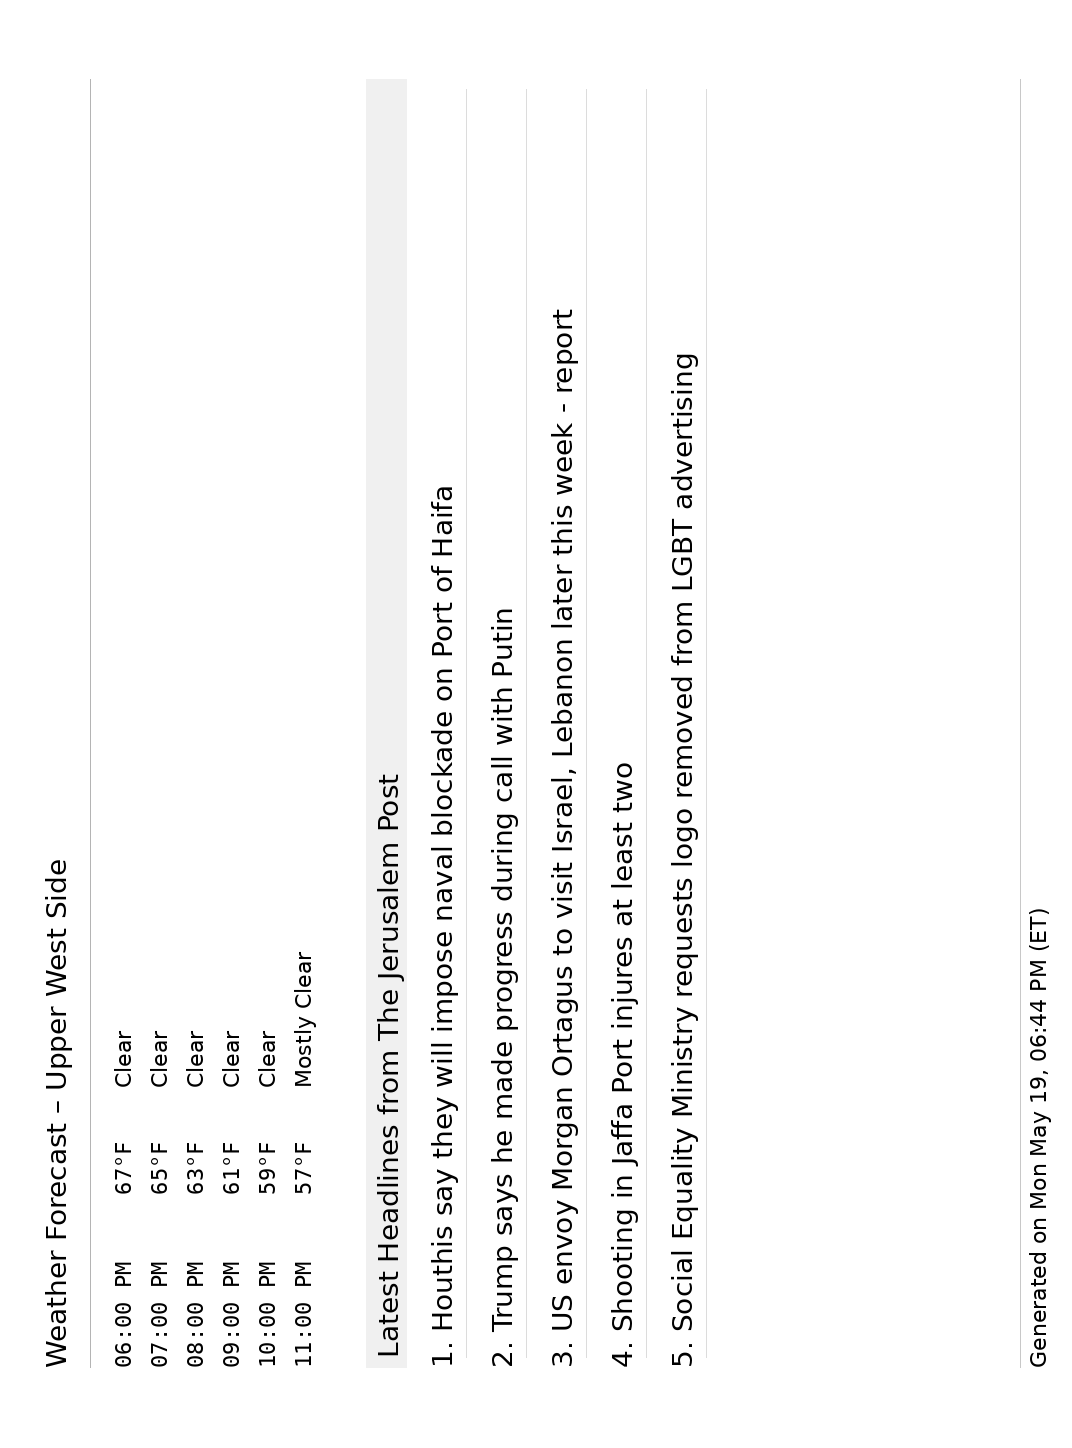 Weather Forecast – Upper West Side
06:00 PM 67°F Clear
07:00 PM 65°F Clear
08:00 PM 63°F Clear
09:00 PM 61°F Clear
10:00 PM 59°F Clear
11:00 PM 57°F Mostly Clear
Latest Headlines from The Jerusalem Post
1. Houthis say they will impose naval blockade on Port of Haifa
2. Trump says he made progress during call with Putin
3. US envoy Morgan Ortagus to visit Israel, Lebanon later this week - report
4. Shooting in Jaffa Port injures at least two
5. Social Equality Ministry requests logo removed from LGBT advertising
Generated on Mon May 19, 06:44 PM (ET)